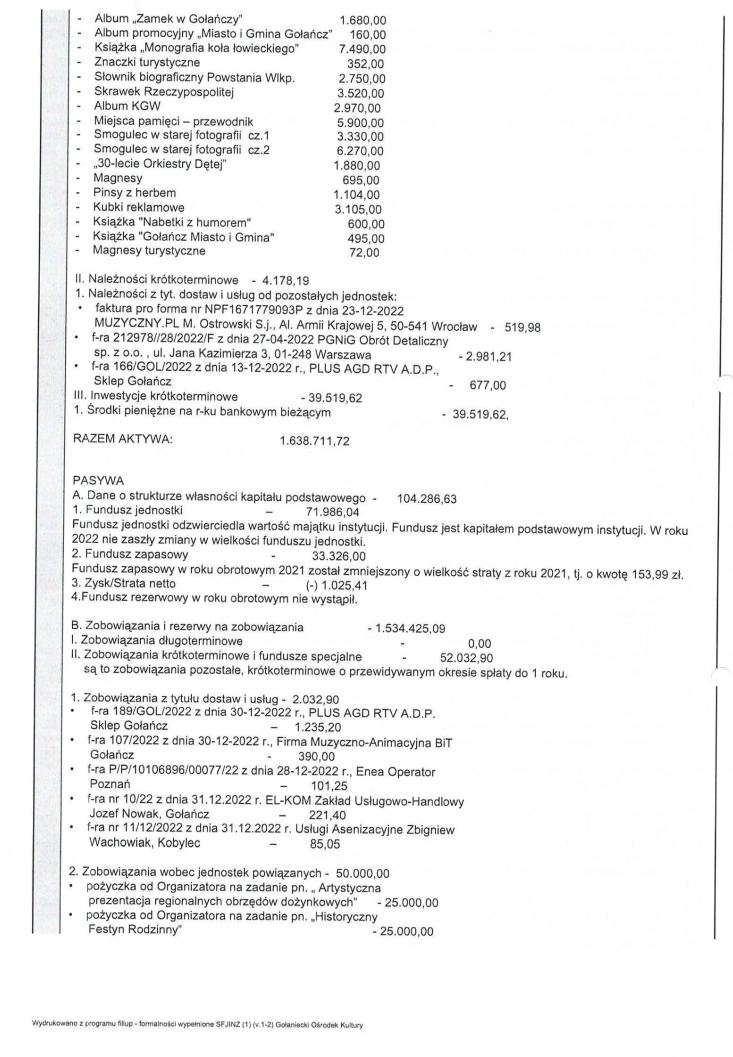 - Album „Zamek w Gołańczy” 1.680,00
- Album promocyjny „Miasto i Gmina Gołańcz” 160,00
- Książka „Monografia koła łowieckiego” 7.490,00
- Znaczki turystyczne 352,00
- Słownik biograficzny Powstania Wlkp. 2.750,00
- Skrawek Rzeczypospolitej 3.520,00
- Album KGW 2.970,00
- Miejsca pamięci – przewodnik 5.900,00
- Smogulec w starej fotografii cz.1 3.330,00
- Smogulec w starej fotografii cz.2 6.270,00
- „30-lecie Orkiestry Dętej” 1.880,00
- Magnesy 695,00
- Pinsy z herbem 1.104,00
- Kubki reklamowe 3.105,00
- Książka "Nabetki z humorem" 600,00
- Książka "Gołańcz Miasto i Gmina" 495,00
- Magnesy turystyczne 72,00
II. Należności krótkoterminowe - 4.178,19
1. Należności z tyt. dostaw i usług od pozostałych jednostek:
• faktura pro forma nr NPF1671779093P z dnia 23-12-2022
MUZYCZNY.PL M. Ostrowski S.j., Al. Armii Krajowej 5, 50-541 Wrocław - 519,98
• f-ra 212978//28/2022/F z dnia 27-04-2022 PGNiG Obrót Detaliczny
sp. z o.o. , ul. Jana Kazimierza 3, 01-248 Warszawa - 2.981,21
• f-ra 166/GOL/2022 z dnia 13-12-2022 r., PLUS AGD RTV A.D.P.,
Sklep Gołańcz - 677,00
III. Inwestycje krótkoterminowe - 39.519,62
1. Środki pieniężne na r-ku bankowym bieżącym - 39.519,62,
RAZEM AKTYWA: 1.638.711,72
PASYWA
A. Dane o strukturze własności kapitału podstawowego - 104.286,63
1. Fundusz jednostki – 71.986,04
Fundusz jednostki odzwierciedla wartość majątku instytucji. Fundusz jest kapitałem podstawowym instytucji. W roku
2022 nie zaszły zmiany w wielkości funduszu jednostki.
2. Fundusz zapasowy - 33.326,00
Fundusz zapasowy w roku obrotowym 2021 został zmniejszony o wielkość straty z roku 2021, tj. o kwotę 153,99 zł.
3. Zysk/Strata netto – (-) 1.025,41
4.Fundusz rezerwowy w roku obrotowym nie wystąpił.
B. Zobowiązania i rezerwy na zobowiązania - 1.534.425,09
I. Zobowiązania długoterminowe - 0,00
II. Zobowiązania krótkoterminowe i fundusze specjalne - 52.032,90
są to zobowiązania pozostałe, krótkoterminowe o przewidywanym okresie spłaty do 1 roku.
1. Zobowiązania z tytułu dostaw i usług - 2.032,90
• f-ra 189/GOL/2022 z dnia 30-12-2022 r., PLUS AGD RTV A.D.P.
Sklep Gołańcz – 1.235,20
• f-ra 107/2022 z dnia 30-12-2022 r., Firma Muzyczno-Animacyjna BiT
Gołańcz - 390,00
• f-ra P/P/10106896/00077/22 z dnia 28-12-2022 r., Enea Operator
Poznań – 101,25
• f-ra nr 10/22 z dnia 31.12.2022 r. EL-KOM Zakład Usługowo-Handlowy
Jozef Nowak, Gołańcz – 221,40
• f-ra nr 11/12/2022 z dnia 31.12.2022 r. Usługi Asenizacyjne Zbigniew
Wachowiak, Kobylec – 85,05
2. Zobowiązania wobec jednostek powiązanych - 50.000,00
• pożyczka od Organizatora na zadanie pn. „ Artystyczna
prezentacja regionalnych obrzędów dożynkowych” - 25.000,00
• pożyczka od Organizatora na zadanie pn. „Historyczny
Festyn Rodzinny” - 25.000,00
Wydrukowano z programu fillup - formalności wypełnione SFJINZ (1) (v.1-2) Gołaniecki Ośrodek Kultury